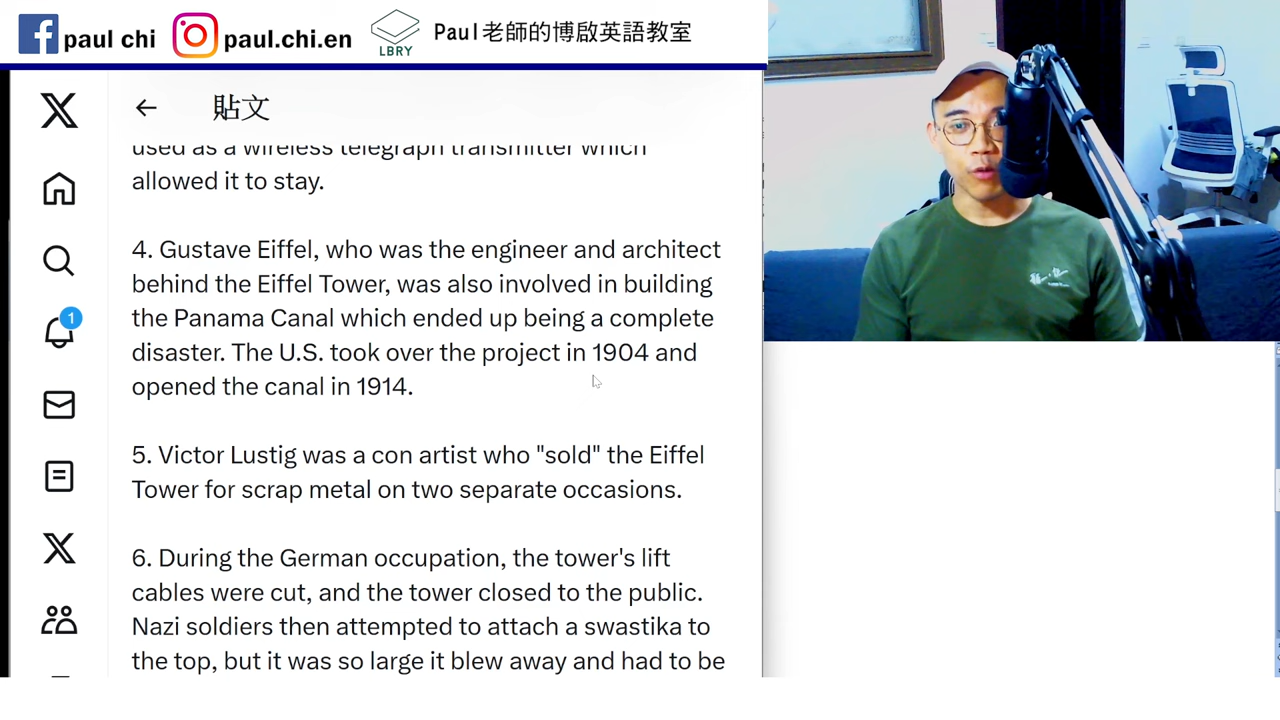 paul chi
paul.chi.en
LBRY
Paul老師的博啟英語教室
貼文
used as a wireless telegraph transmitter which
allowed it to stay.
4. Gustave Eiffel, who was the engineer and architect
behind the Eiffel Tower, was also involved in building
the Panama Canal which ended up being a complete
disaster. The U.S. took over the project in 1904 and
opened the canal in 1914.
1
5. Victor Lustig was a con artist who "sold" the Eiffel
Tower for scrap metal on two separate occasions.
6. During the German occupation, the tower's lift
cables were cut, and the tower closed to the public.
Nazi soldiers then attempted to attach a swastika to
the top, but it was so large it blew away and had to be